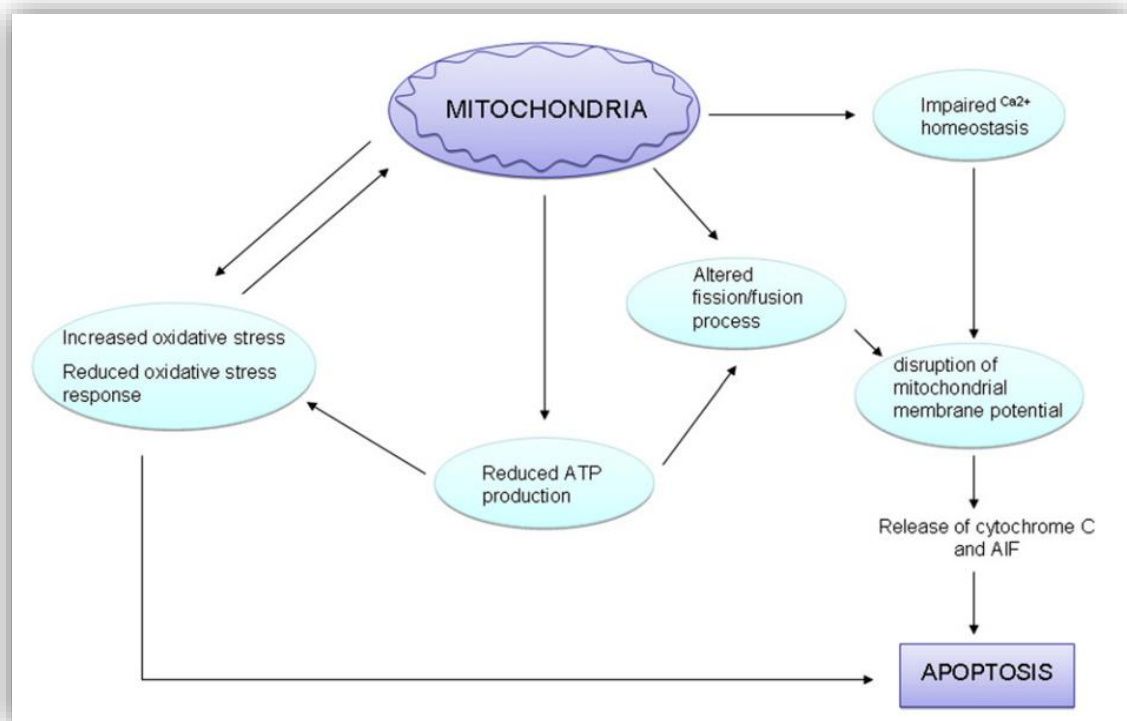 MITOCHONDRIA
Impaired Ca2+
homeostasis
Altered
fission/fusion
process
Increased oxidative stress
Reduced oxidative stress
response
disruption of
mitochondrial
membrane potential
Reduced ATP
production
Release of cytochrome C
and AIF
APOPTOSIS